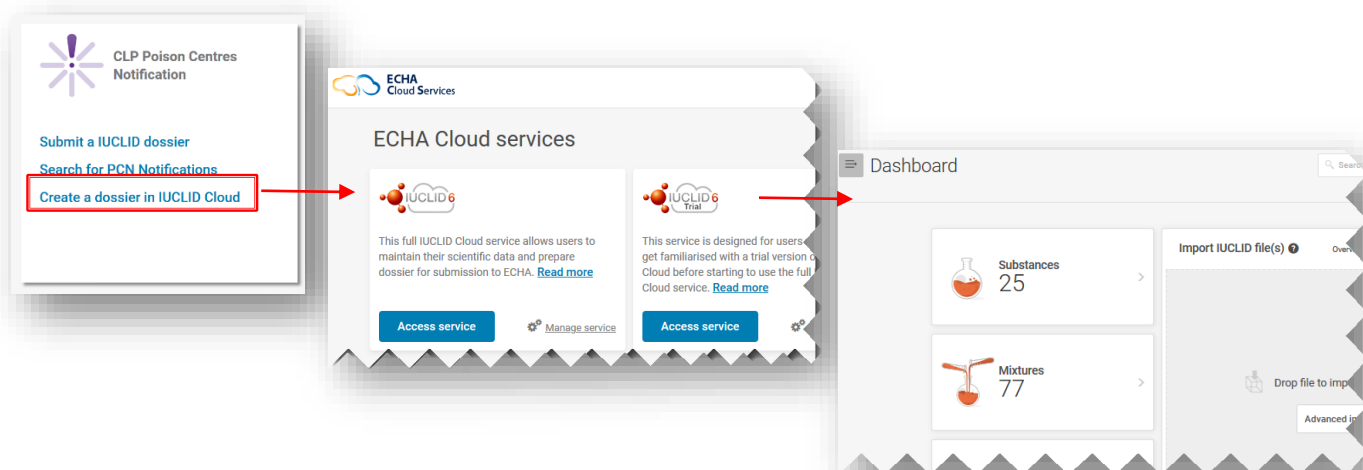 CLP Poison Centres
Notification
Submit a IUCLID dossier
Search for PCN Notifications
Create a dossier in IUCLID Cloud
ECHA
Cloud Services
ECHA Cloud services
IUCLID 6
This full IUCLID Cloud service allows users to
maintain their scientific data and prepare
dossier for submission to ECHA. Read more
Access service
Manage service
IUCLID 6
Trial
This service is designed for users
get familiarised with a trial version
Cloud before starting to use the full
Cloud service. Read more
Access service
Dashboard
Search
Substances
25
Mixtures
77
Import IUCLID file(s)
Drop file to imp
Advanced